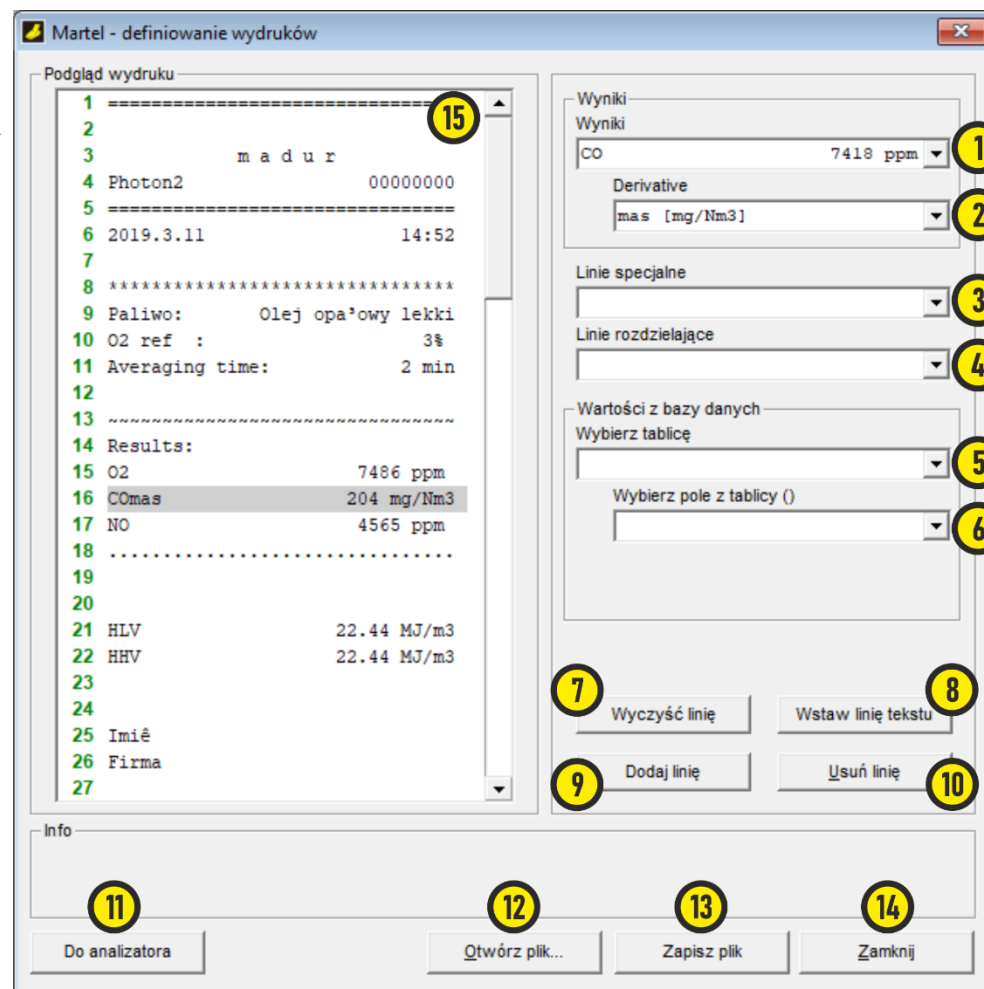 Martel - definiowanie wydruków
Podgląd wydruku
1 ================================
2
3 m a d u r
4 Photon2 00000000
5 ================================
6 2019.3.11 14:52
7
8 ********************************
9 Paliwo: Olej opa³owy lekki
10 O2 ref : 3%
11 Averaging time: 2 min
12
13 ~~~~~~~~~~~~~~~~~~~~~~~~~~~~~~~~
14 Results:
15 O2 7486 ppm
16 COmas 204 mg/Nm3
17 NO 4565 ppm
18 ................................
19
20
21 HLV 22.44 MJ/m3
22 HHV 22.44 MJ/m3
23
24
25 Imiê
26 Firma
27
15
Wyniki
Wyniki
CO 7418 ppm
1
Derivative
mas [mg/Nm3]
2
Linie specjalne
3
Linie rozdzielające
4
Wartości z bazy danych
Wybierz tablicę
5
Wybierz pole z tablicy ()
6
7
8
Wyczyść linię
Wstaw linię tekstu
Dodaj linię
Usuń linię
9
10
Info
11
12
13
14
Do analizatora
Otwórz plik...
Zapisz plik
Zamknij